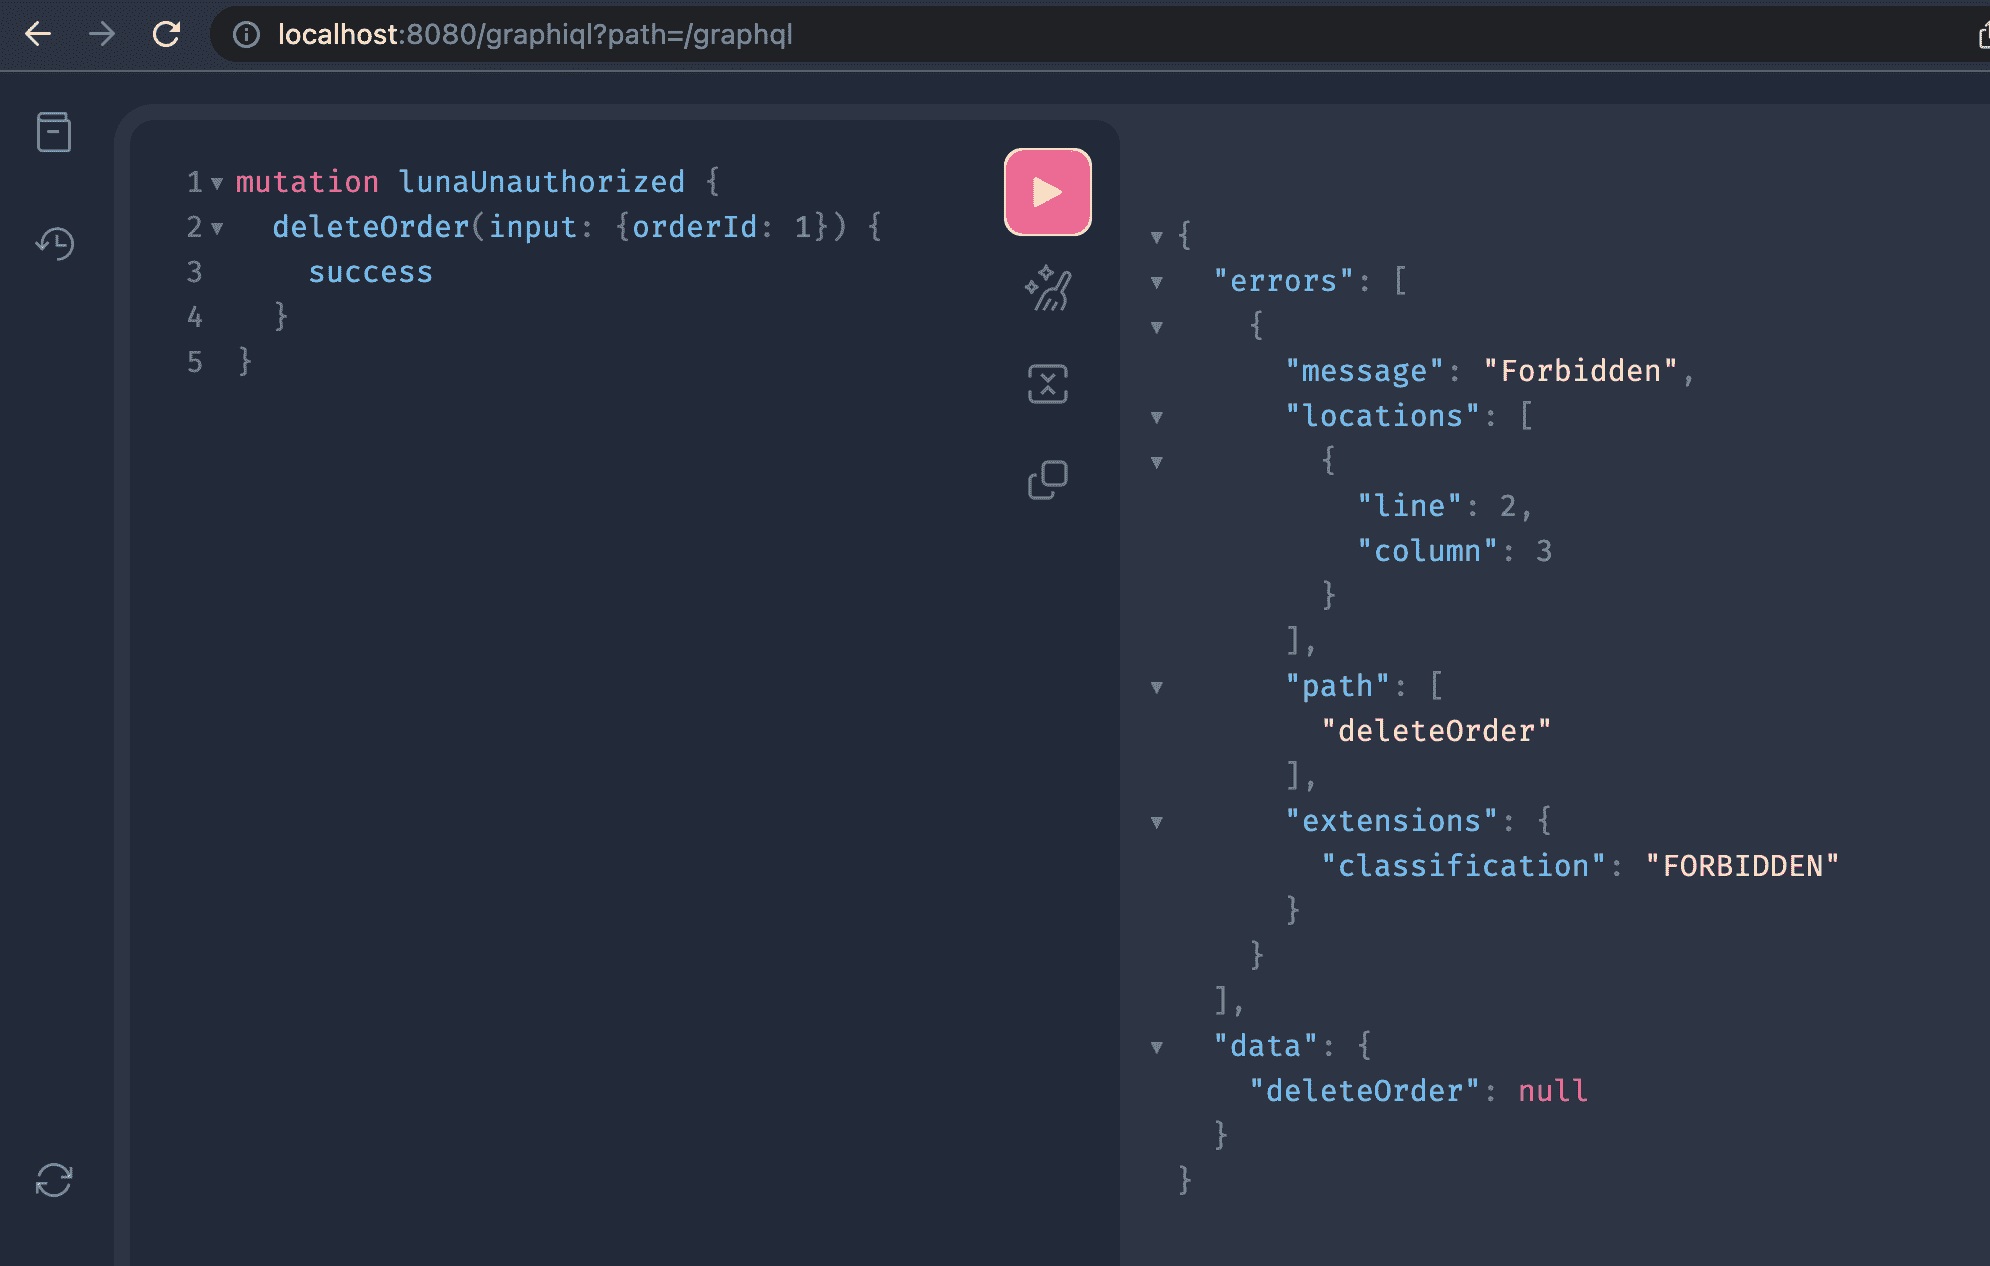 localhost:8080/graphiql?path=/graphql
1 mutation lunaUnauthorized {
2 deleteOrder(input: {orderId: 1}) {
3 success
4 }
5 }
{
"errors": [
{
"message": "Forbidden",
"locations": [
{
"line": 2,
"column": 3
}
],
"path": [
"deleteOrder"
],
"extensions": {
"classification": "FORBIDDEN"
}
}
],
"data": {
"deleteOrder": null
}
}